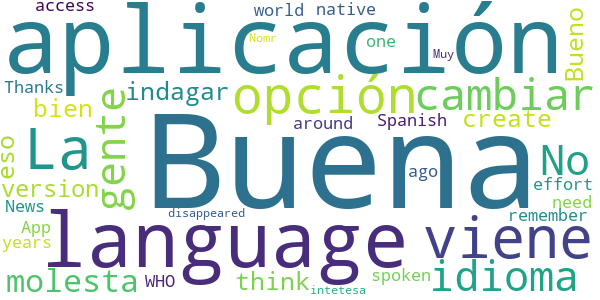 access world native
aplicación
Nomr one Muy Bueno
Thanks indagar opción cambiar
bien gente around Spanish create
La Buena No
eso ago effort
version language viene need
News disappeared remember
App idioma
years molesta WHO think spoken
intetesa